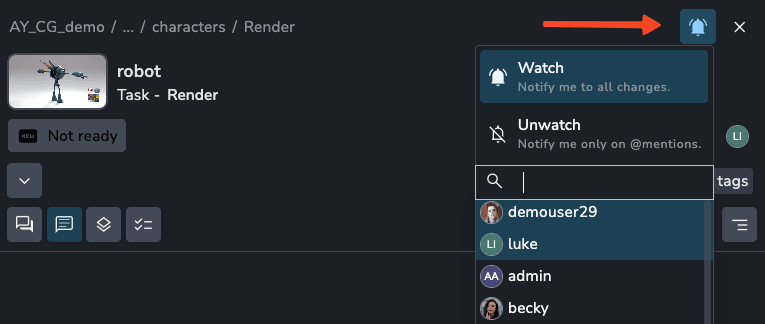 AY_CG_demo / ... / characters / Render
robot
Task - Render
NEW Not ready
Watch
Notify me to all changes.
Unwatch
Notify me only on @mentions.
LI
tags
demouser29
LI luke
AA admin
becky